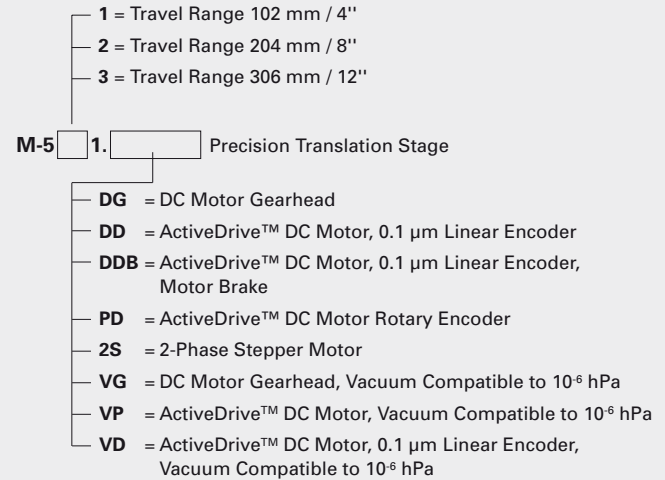 1 = Travel Range 102 mm / 4''
2 = Travel Range 204 mm / 8''
3 = Travel Range 306 mm / 12''
M-5 1. Precision Translation Stage
DG = DC Motor Gearhead
DD = ActiveDrive™ DC Motor, 0.1 µm Linear Encoder
DDB = ActiveDrive™ DC Motor, 0.1 µm Linear Encoder,
Motor Brake
PD = ActiveDrive™ DC Motor Rotary Encoder
2S = 2-Phase Stepper Motor
VG = DC Motor Gearhead, Vacuum Compatible to 10⁻⁶ hPa
VP = ActiveDrive™ DC Motor, Vacuum Compatible to 10⁻⁶ hPa
VD = ActiveDrive™ DC Motor, 0.1 µm Linear Encoder,
Vacuum Compatible to 10⁻⁶ hPa